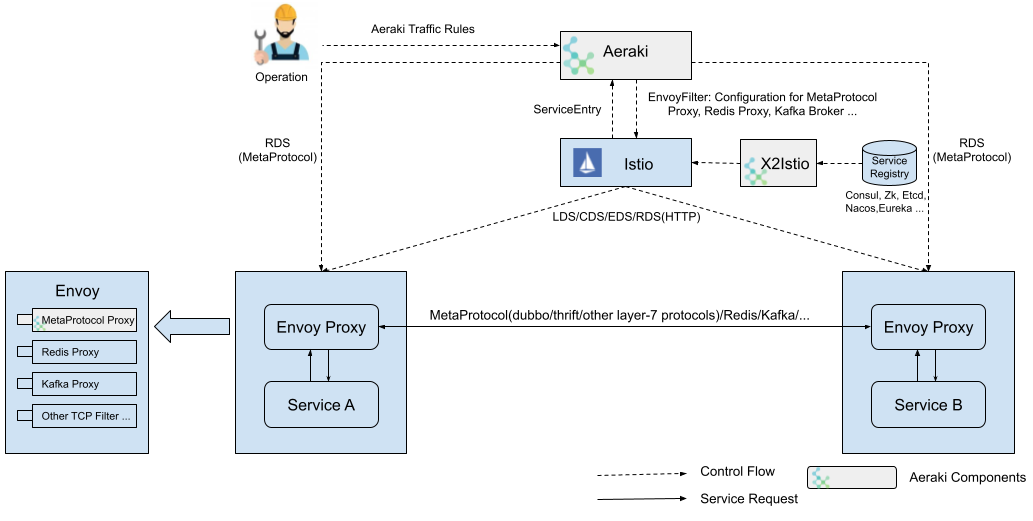 Aeraki Traffic Rules
Operation
Aeraki
ServiceEntry
EnvoyFilter: Configuration for MetaProtocol
Proxy, Redis Proxy, Kafka Broker ...
RDS
(MetaProtocol)
RDS
(MetaProtocol)
Istio
X2Istio
Service
Registry
Consul, Zk, Etcd,
Nacos,Eureka ...
LDS/CDS/EDS/RDS(HTTP)
Envoy
MetaProtocol Proxy
Redis Proxy
Kafka Proxy
Other TCP Filter ...
Envoy Proxy
Service A
MetaProtocol(dubbo/thrift/other layer-7 protocols)/Redis/Kafka/...
Envoy Proxy
Service B
Control Flow
Service Request
Aeraki Components